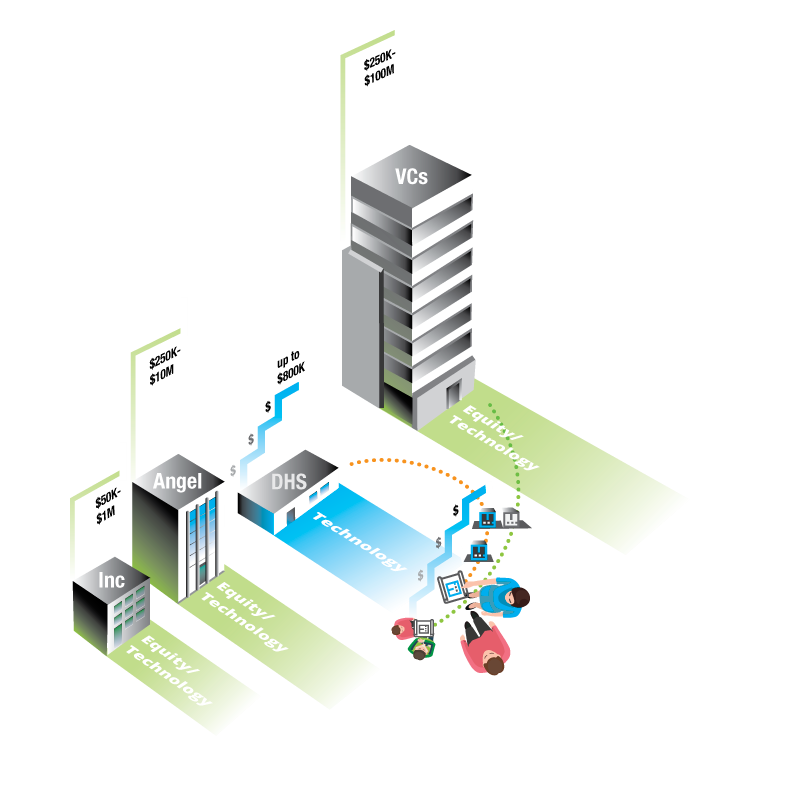 $250K-
$100M
VCs
Equity/
Technology
$250K-
$10M
up to
$800K
$
$
$
Angel
Equity/
Technology
DHS
Technology
$
$
$
$50K-
$1M
Inc
Equity/
Technology